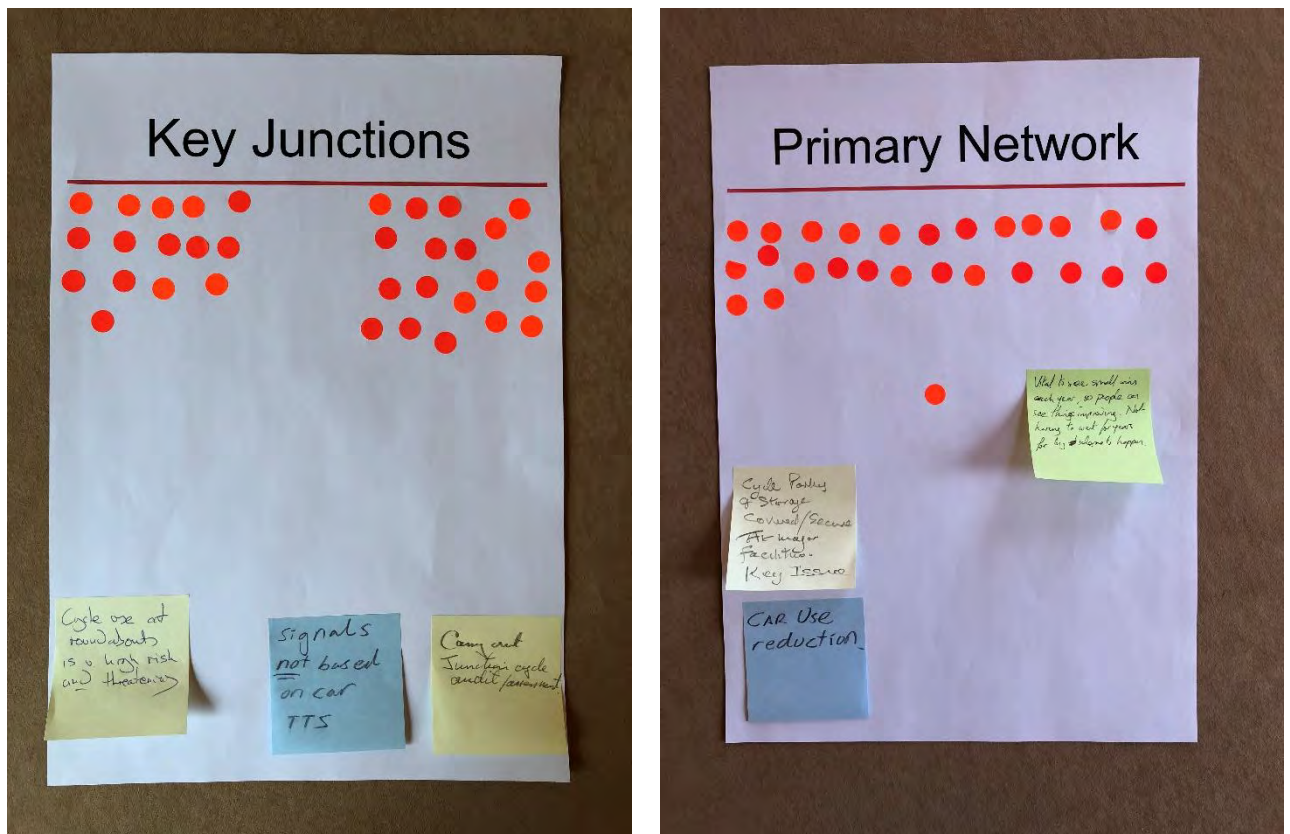 Key Junctions
Cycle use at
roundabouts
is a high risk
and threatening
signals
not based
on car
TTS
Carry out
Junction cycle
audit/assessment
Primary Network
Vital to see small wins
each year, so people can
see things improving. Not
having to wait for years
for big schemes to happen
Cycle Parking
& Storage
Covered/Secure
At major
facilities.
Key Issue
CAR Use
reduction.